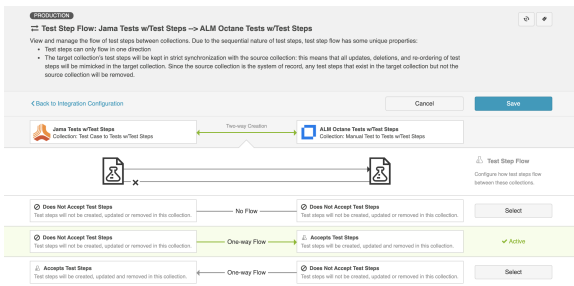 PRODUCTION
Test Step Flow: Jama Tests w/Test Steps --> ALM Octane Tests w/Test Steps
View and manage the flow of test steps between collections. Due to the sequential nature of test steps, test step flow has some unique properties:
• Test steps can only flow in one direction
• The target collection's test steps will be kept in strict synchronization with the source collection: this means that all updates, deletions, and re-ordering of test
steps will be mimicked in the target collection. Since the source collection is the system of record, any test steps that exist in the target collection but not the
source collection will be removed.
Back to Integration Configuration
Cancel
Save
Jama Tests w/Test Steps
Collection: Test Case to Tests w/Test Steps
Two-way Creation
ALM Octane Tests w/Test Steps
Collection: Manual Test to Tests w/Test Steps
Test Step Flow
Configure how test steps flow
between these collections.
Does Not Accept Test Steps
Test steps will not be created, updated or removed in this collection.
No Flow
Does Not Accept Test Steps
Test steps will not be created, updated or removed in this collection.
Select
Does Not Accept Test Steps
Test steps will not be created, updated or removed in this collection.
One-way Flow
Accepts Test Steps
Test steps will be created, updated and removed in this collection.
Active
Accepts Test Steps
Test steps will be created, updated and removed in this collection.
One-way Flow
Does Not Accept Test Steps
Test steps will not be created, updated or removed in this collection.
Select